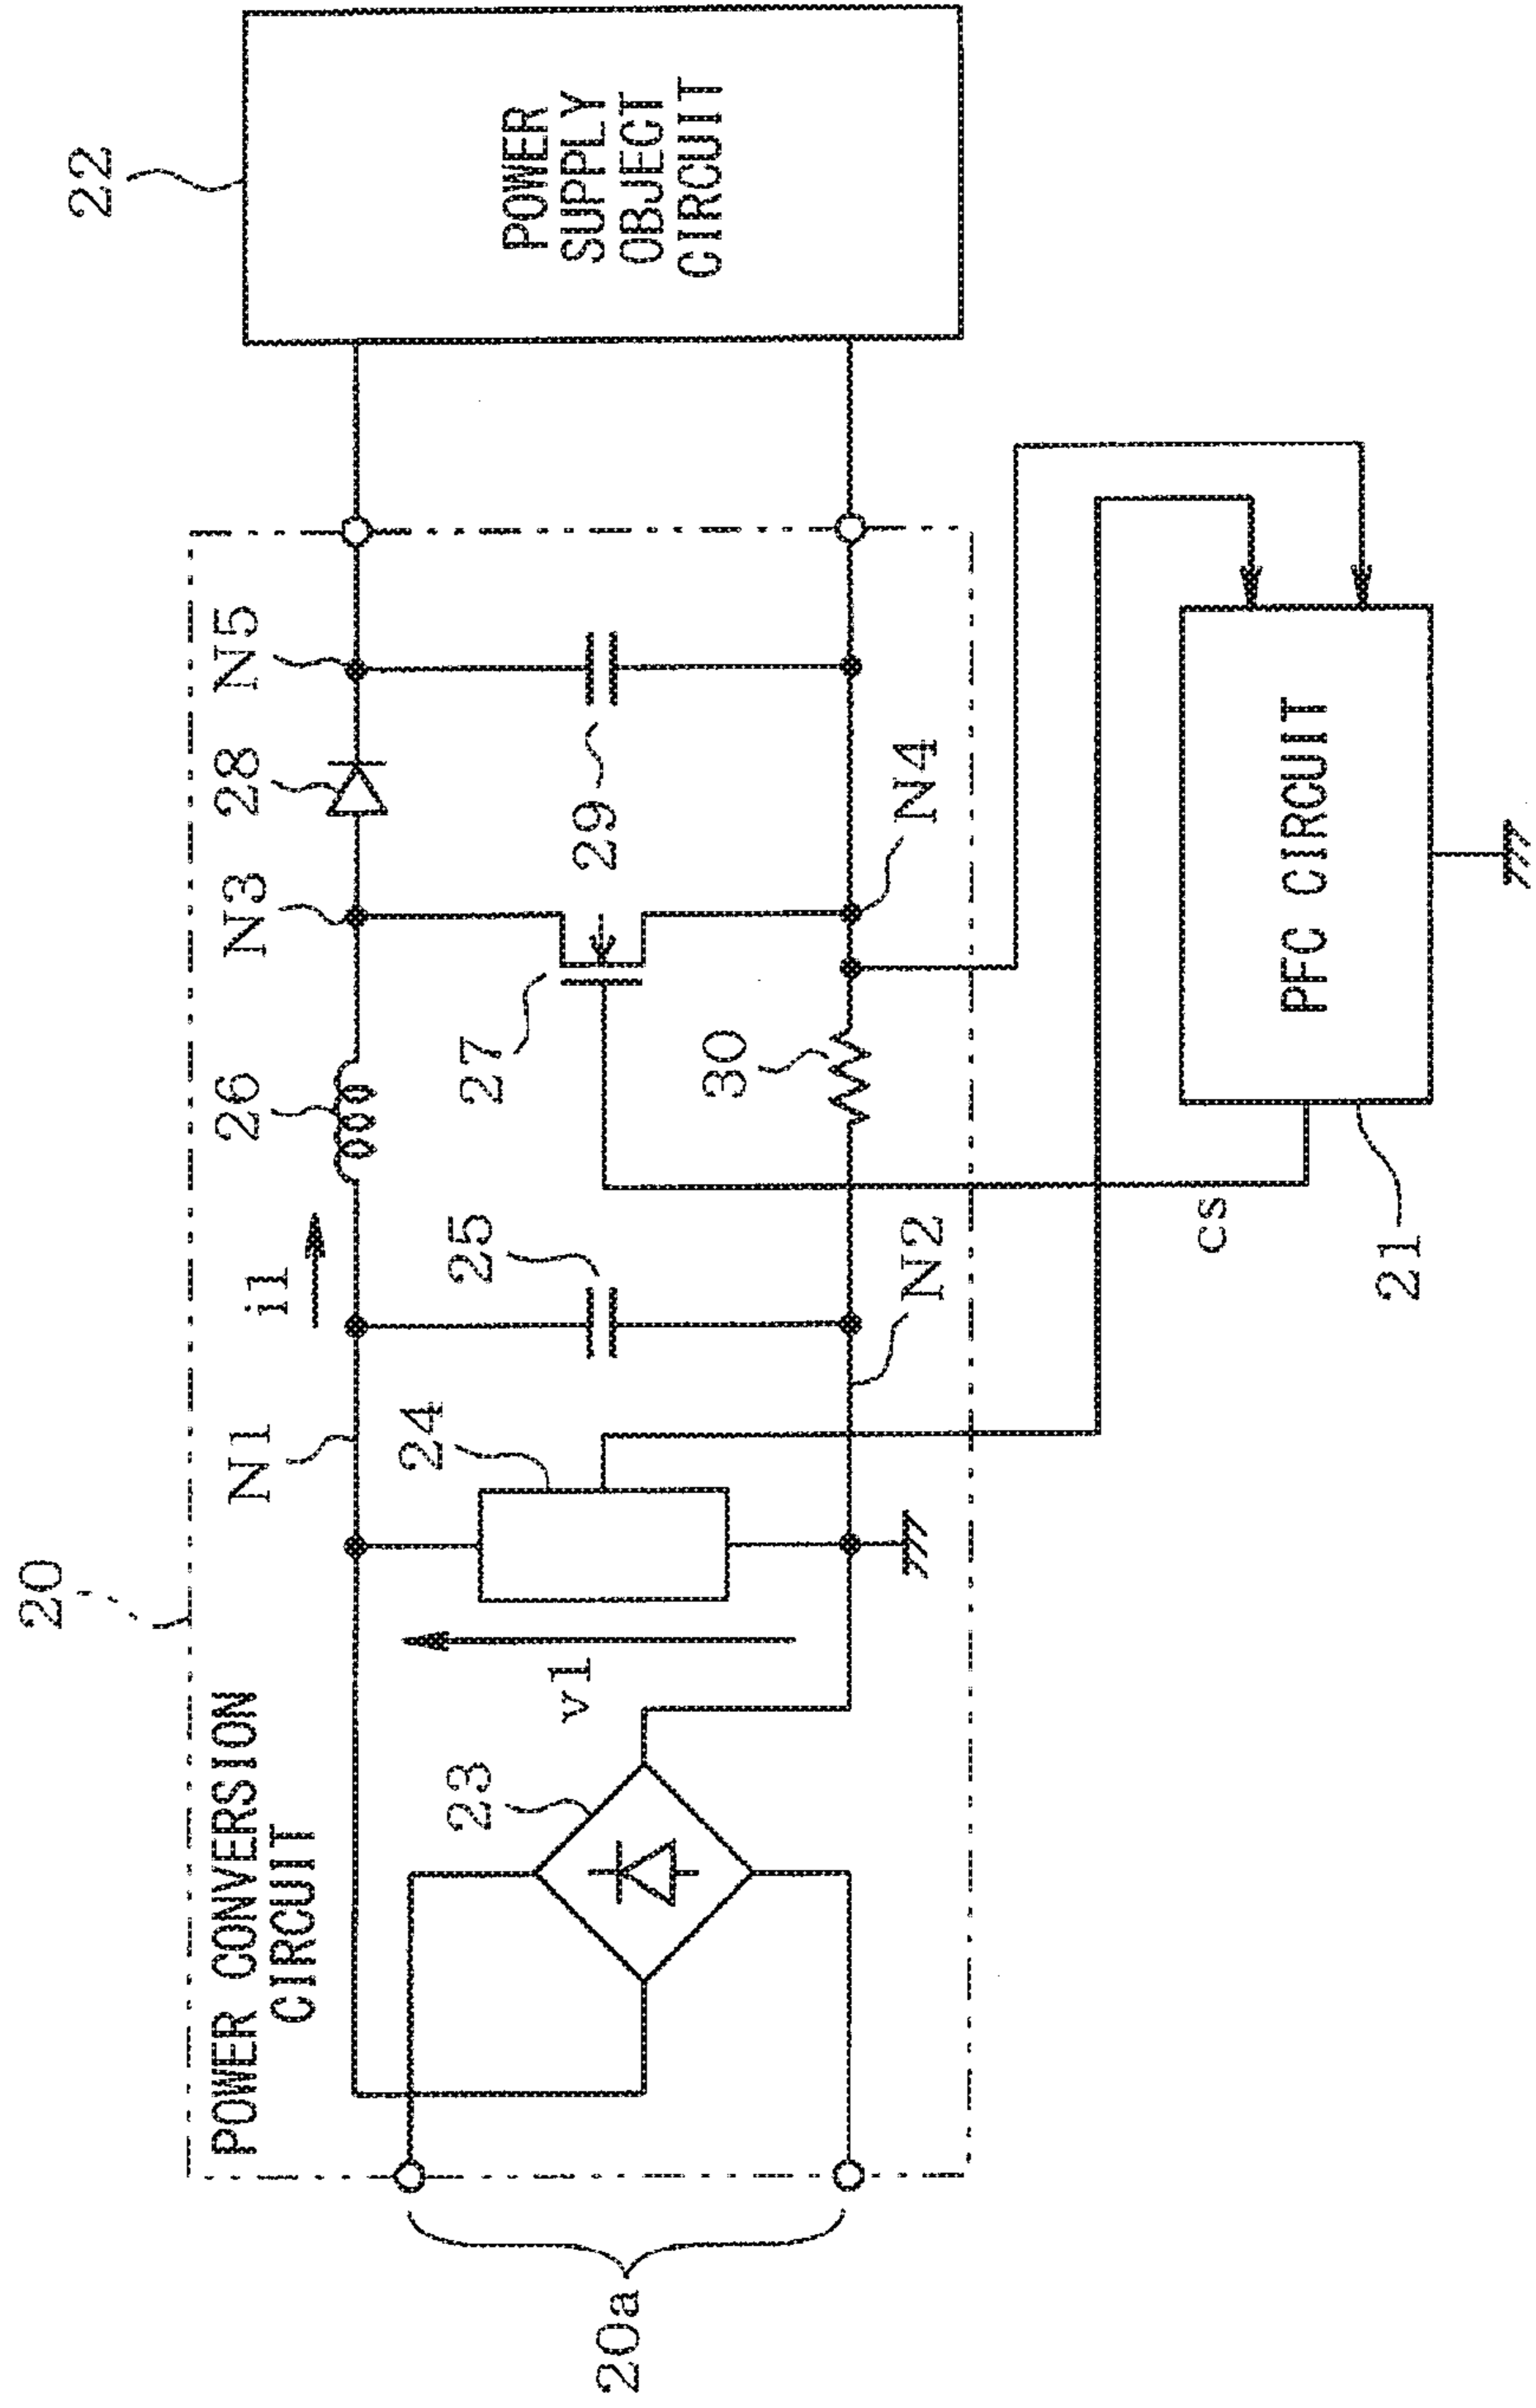 20
POWER CONVERSION
CIRCUIT
N1
i1
26
N3
28
N5
22
POWER
SUPPLY
OBJECT
CIRCUIT
23
v1
24
25
27
29
30
N2
N4
20a
cs
21
PFC CIRCUIT